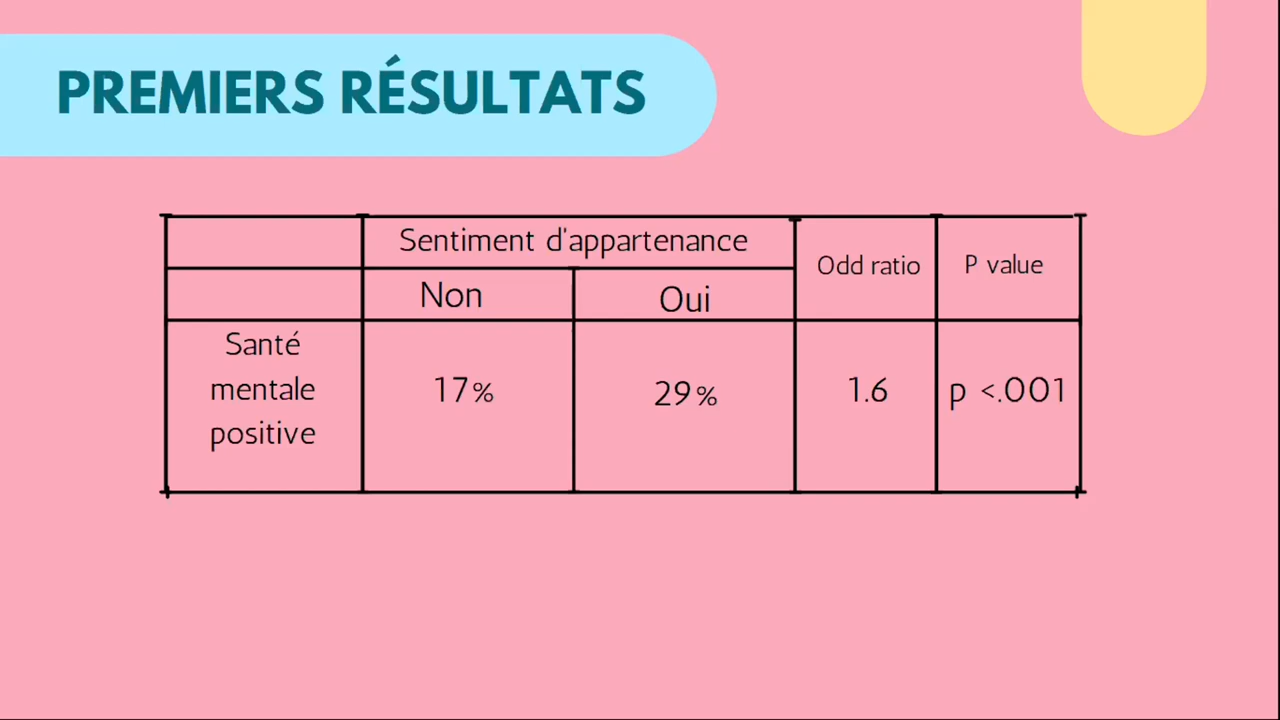 PREMIERS RÉSULTATS
Sentiment d'appartenance
Odd ratio
P value
Non
Oui
Santé
mentale
positive
17%
29%
1.6
p <.001